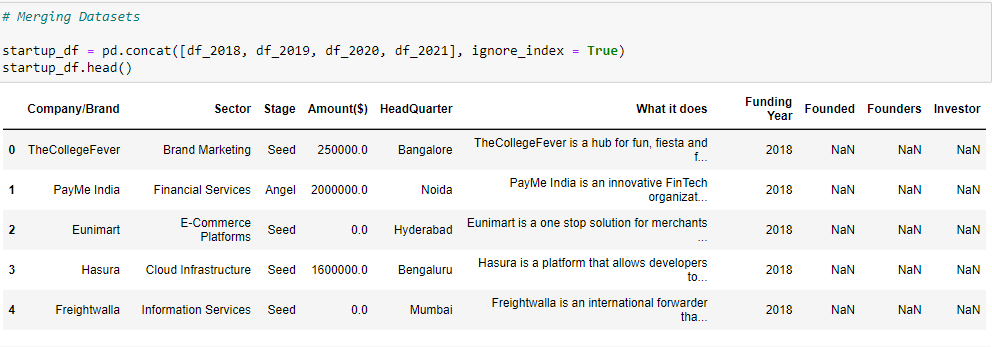 # Merging Datasets
startup_df = pd.concat([df_2018, df_2019, df_2020, df_2021], ignore_index = True)
startup_df.head()
Company/Brand Sector Stage Amount($) HeadQuarter What it does Funding Year Founded Founders Investor
0 TheCollegeFever Brand Marketing Seed 250000.0 Bangalore TheCollegeFever is a hub for fun, fiesta and f... 2018 NaN NaN NaN
1 PayMe India Financial Services Angel 2000000.0 Noida PayMe India is an innovative FinTech organizat... 2018 NaN NaN NaN
2 Eunimart E-Commerce Platforms Seed 0.0 Hyderabad Eunimart is a one stop solution for merchants ... 2018 NaN NaN NaN
3 Hasura Cloud Infrastructure Seed 1600000.0 Bengaluru Hasura is a platform that allows developers to... 2018 NaN NaN NaN
4 Freightwalla Information Services Seed 0.0 Mumbai Freightwalla is an international forwarder tha... 2018 NaN NaN NaN